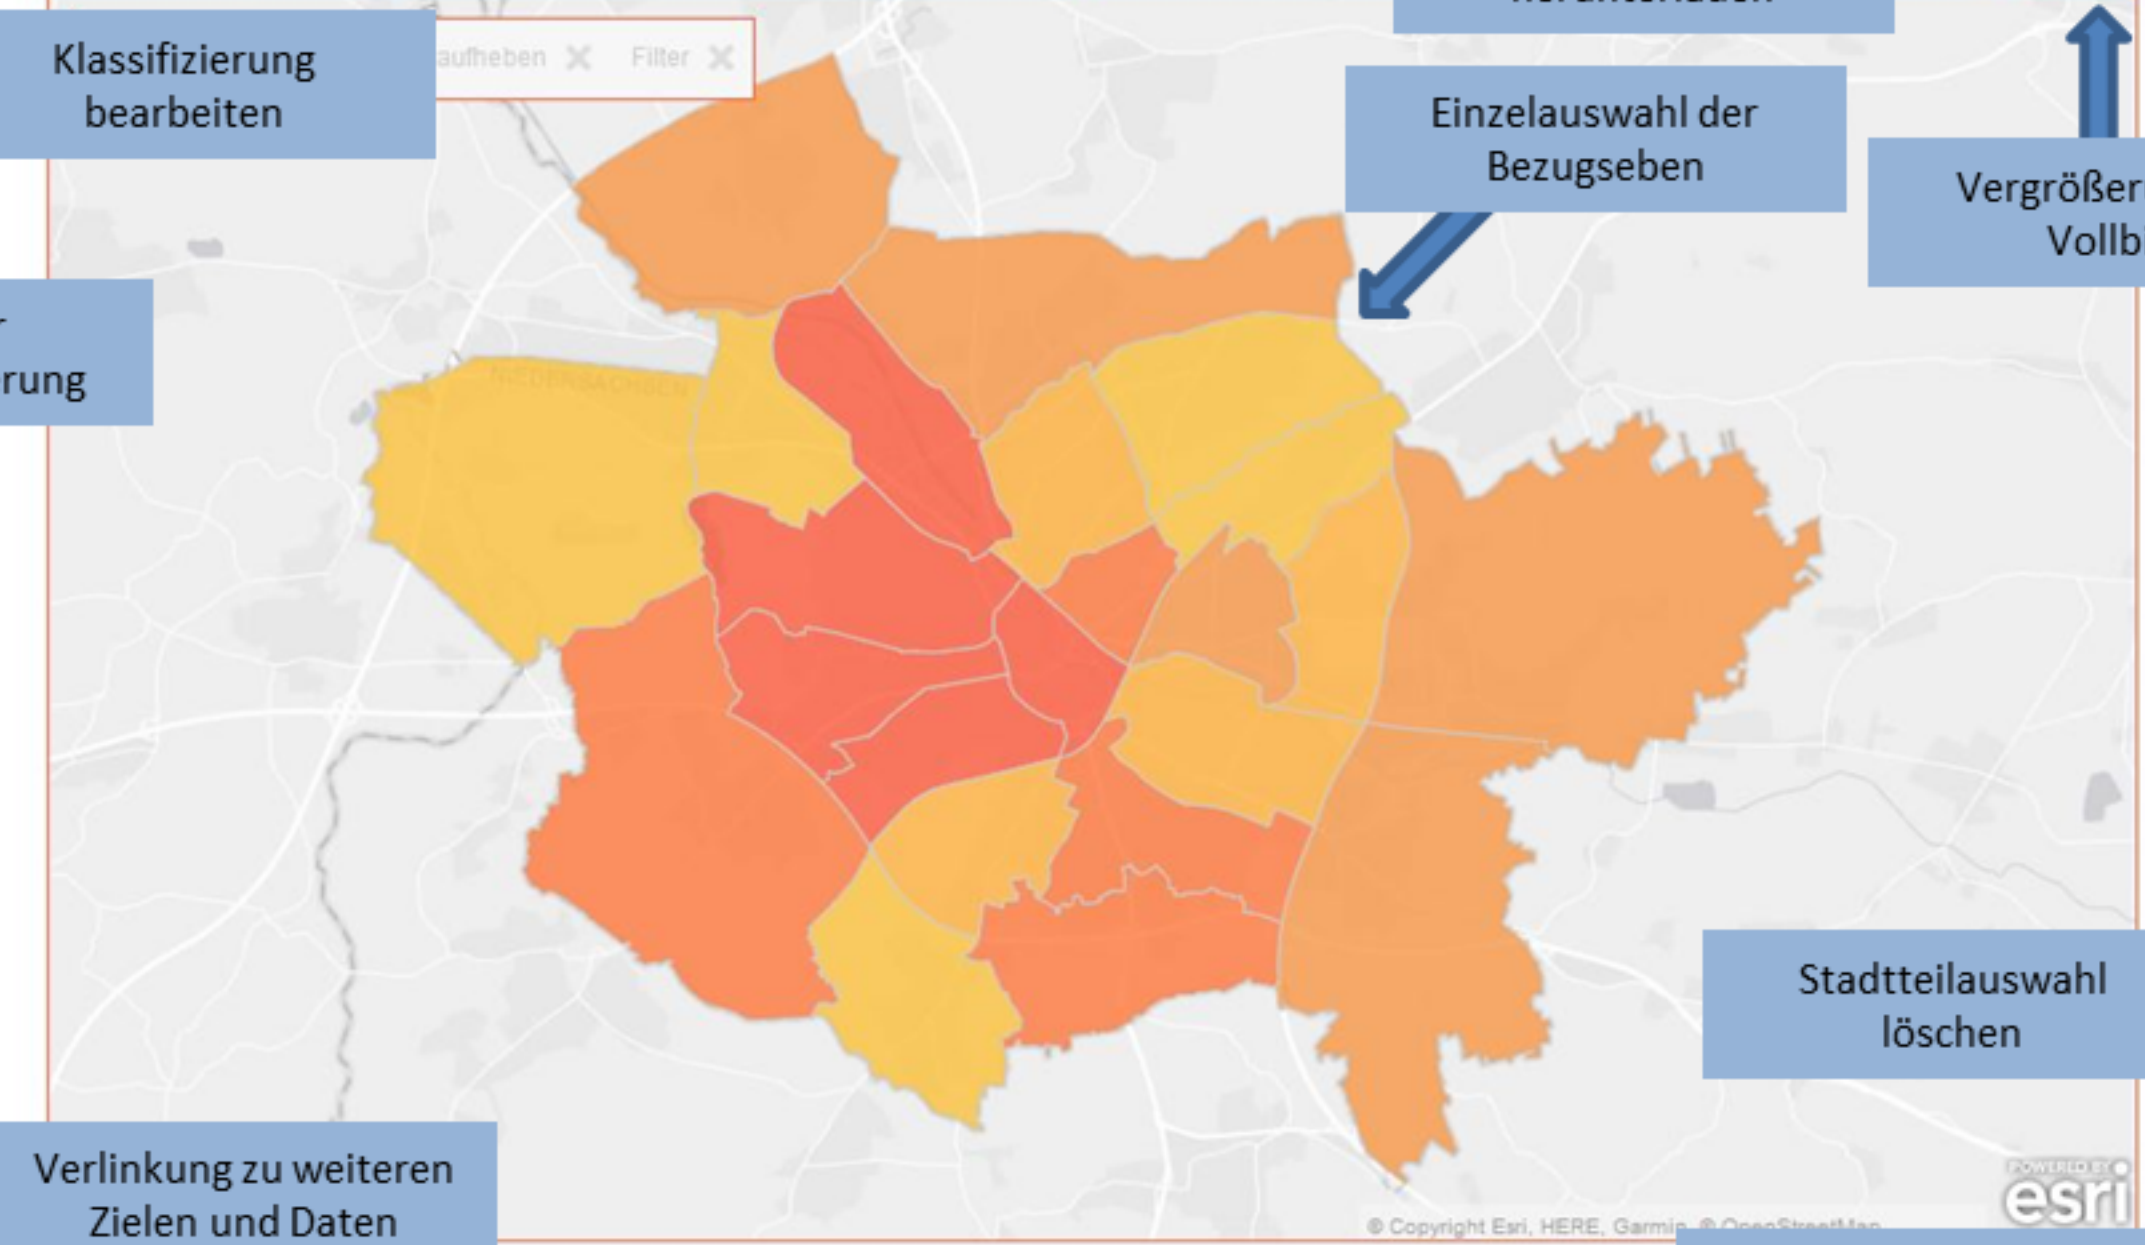 Klassifizierung
bearbeiten
aufheben ✕ Filter ✕
Einzelauswahl der
Bezugseben
Vergrößer
Vollbi
rung
NIEDERSACHSEN
Stadtteilauswahl
löschen
Verlinkung zu weiteren
Zielen und Daten
POWERED BY
esri
© Copyright Esri, HERE, Garmin, © OpenStreetMap